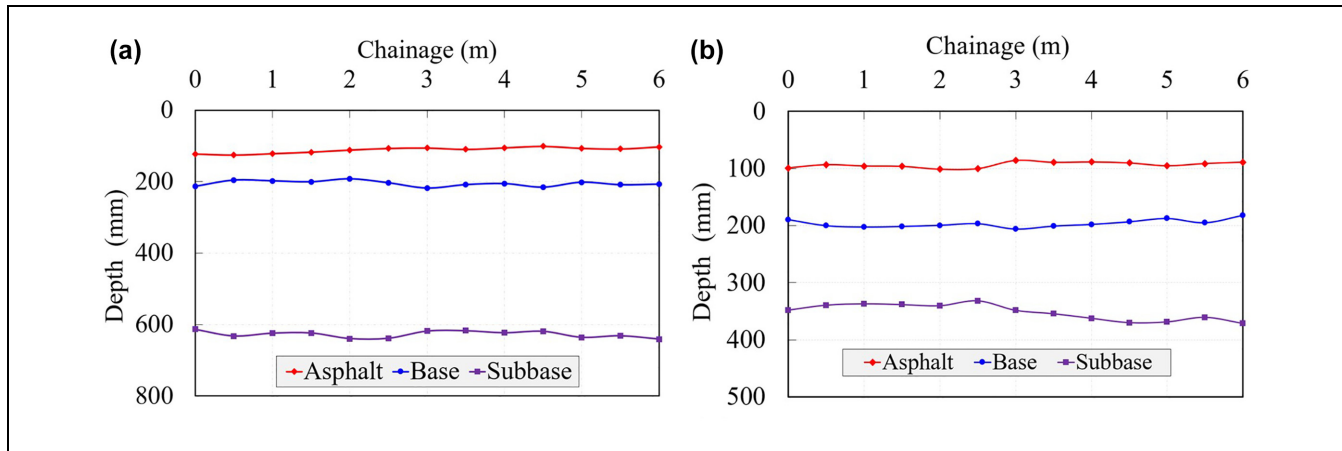 (a)
Chainage (m)
0 1 2 3 4 5 6
0
200
400
600
800
Depth (mm)
Asphalt Base Subbase
(b)
Chainage (m)
0 1 2 3 4 5 6
0
100
200
300
400
500
Depth (mm)
Asphalt Base Subbase